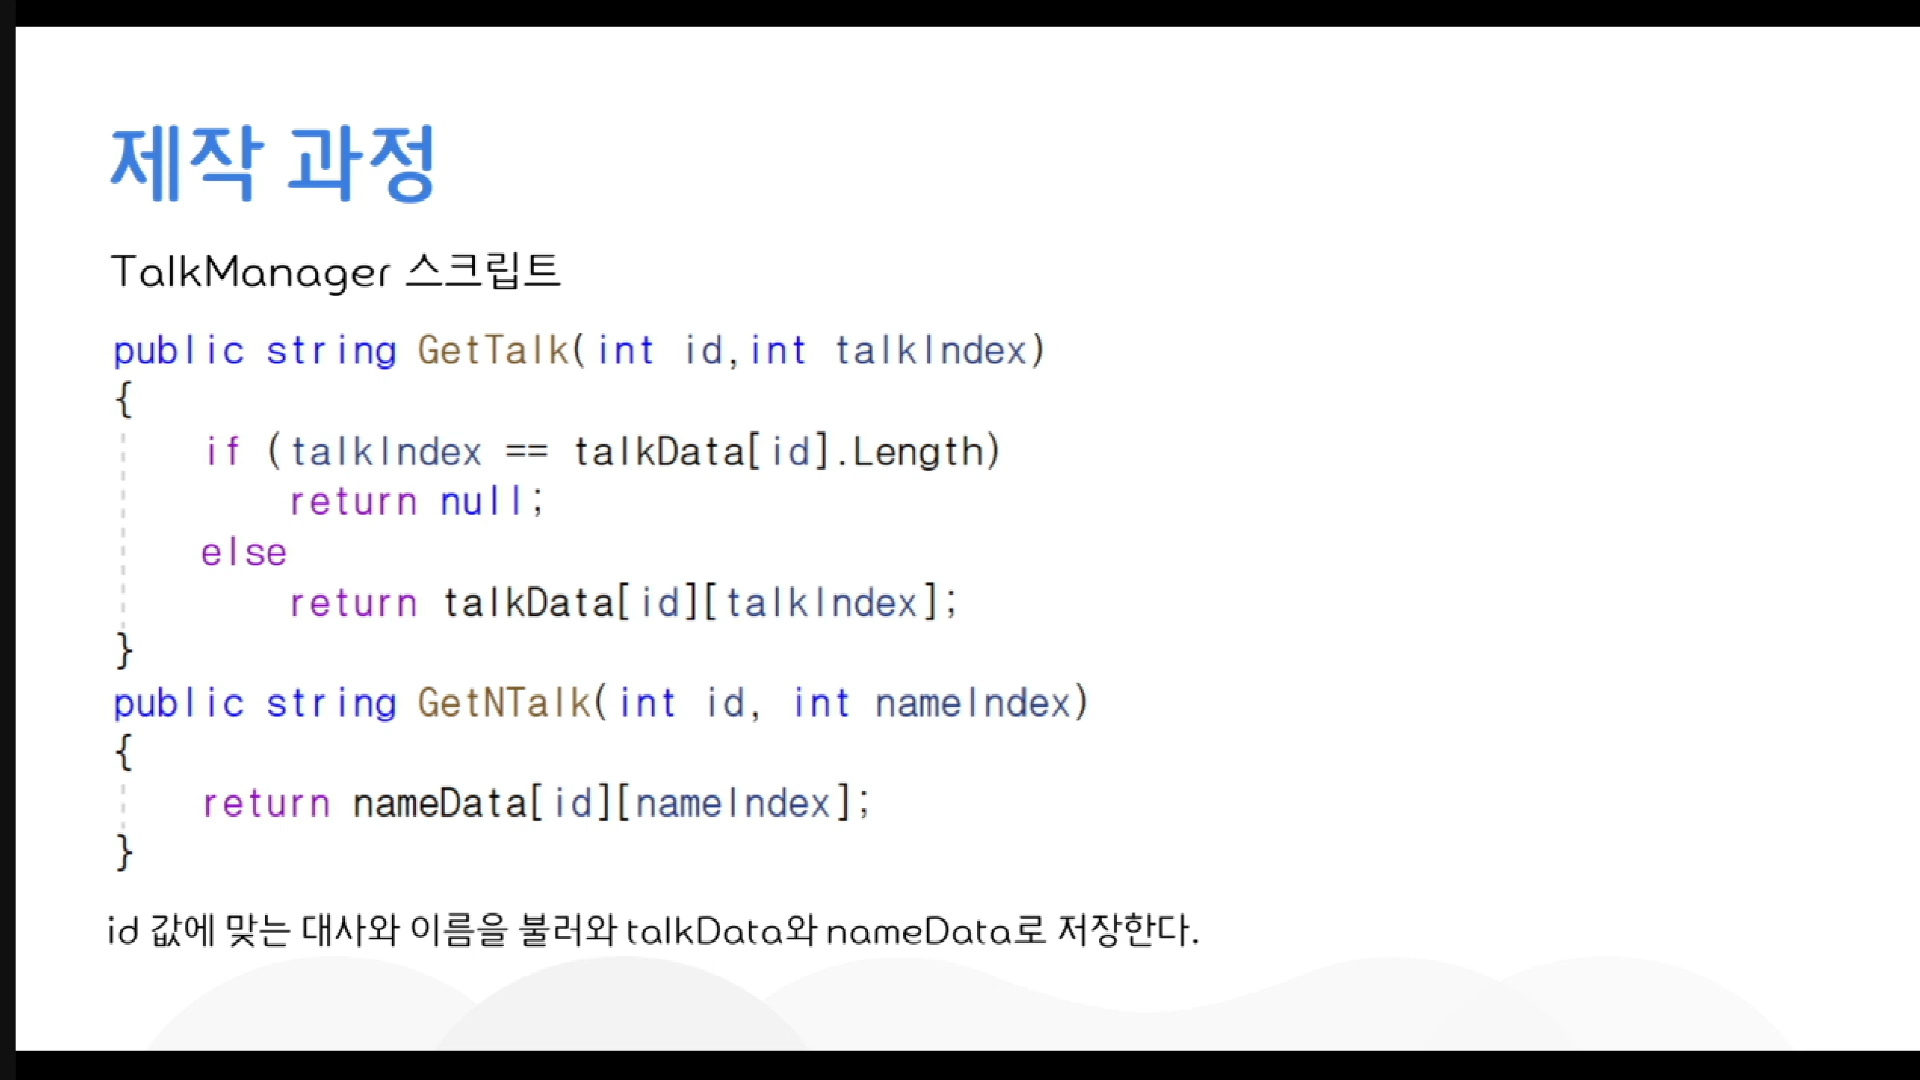 제작 과정
TalkManager 스크립트
public string GetTalk(int id,int talkIndex)
{
if (talkIndex == talkData[id].Length)
return null;
else
return talkData[id][talkIndex];
}
public string GetNTalk(int id, int nameIndex)
{
return nameData[id][nameIndex];
}
id 값에 맞는 대사와 이름을 불러와 talkData와 nameData로 저장한다.